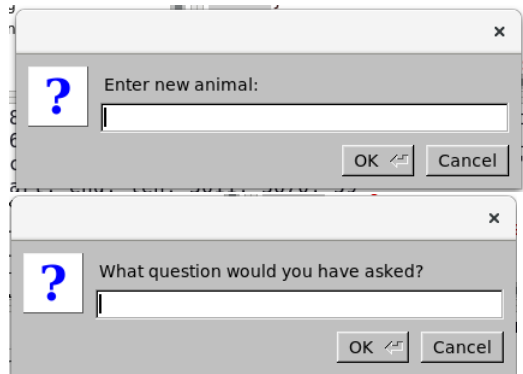 ×
?
Enter new animal:
OK
Cancel
×
?
What question would you have asked?
OK
Cancel